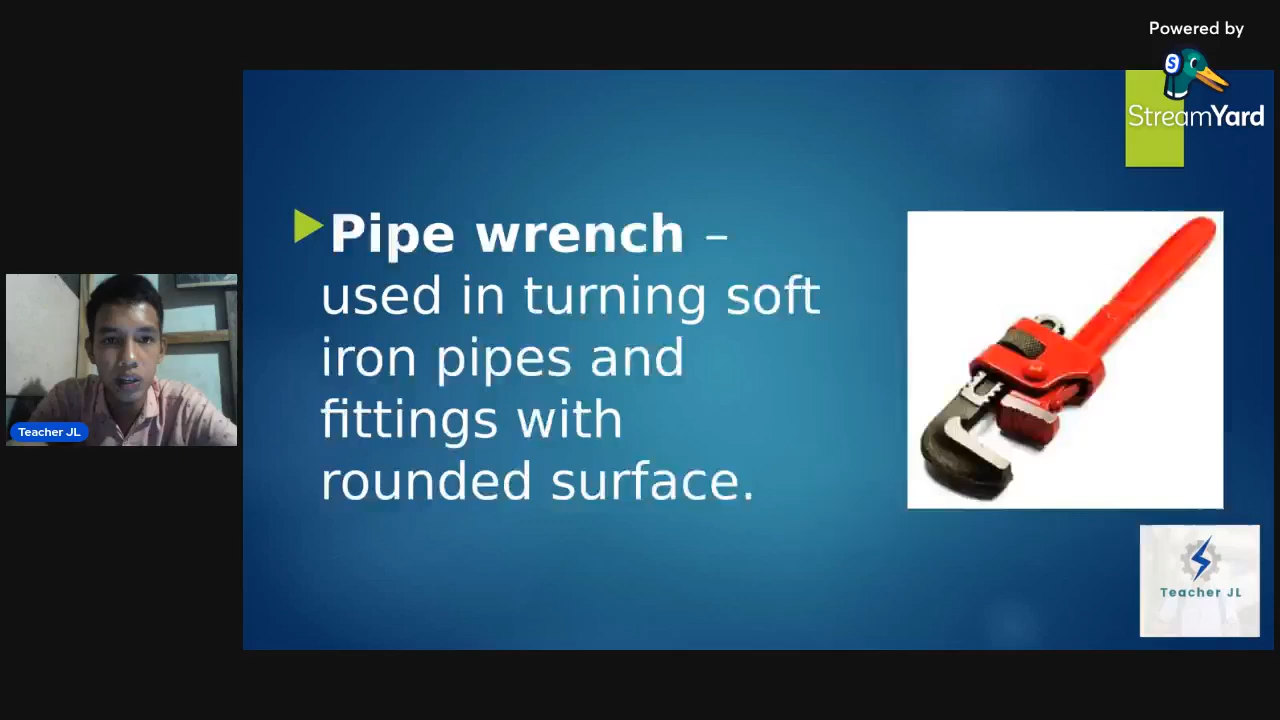 Powered by
StreamYard
Pipe wrench –
used in turning soft
iron pipes and
fittings with
rounded surface.
Teacher JL
Teacher JL